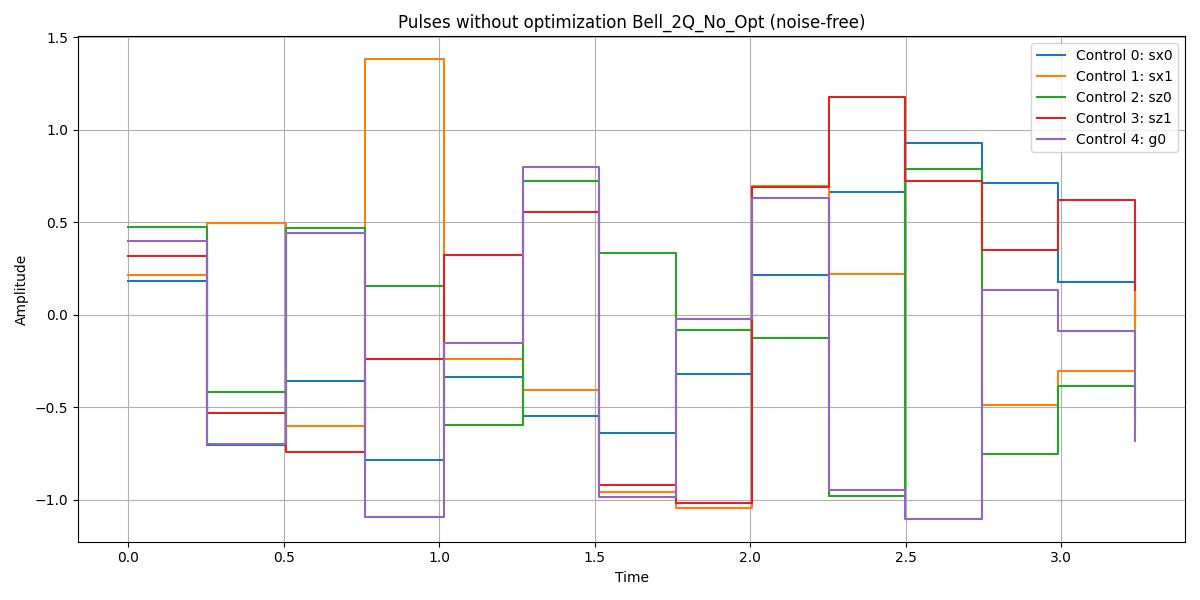 Pulses without optimization Bell_2Q_No_Opt (noise-free)
1.5
1.0
0.5
0.0
−0.5
−1.0
Amplitude
Control 0: sx0
Control 1: sx1
Control 2: sz0
Control 3: sz1
Control 4: g0
0.0 0.5 1.0 1.5 2.0 2.5 3.0
Time